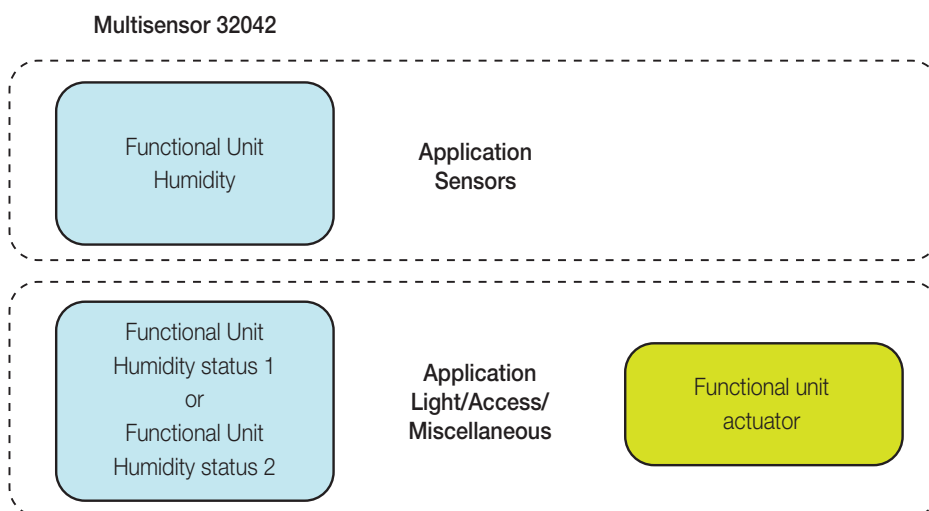 Multisensor 32042
Functional Unit
Humidity
Application
Sensors
Functional Unit
Humidity status 1
or
Functional Unit
Humidity status 2
Application
Light/Access/
Miscellaneous
Functional unit
actuator